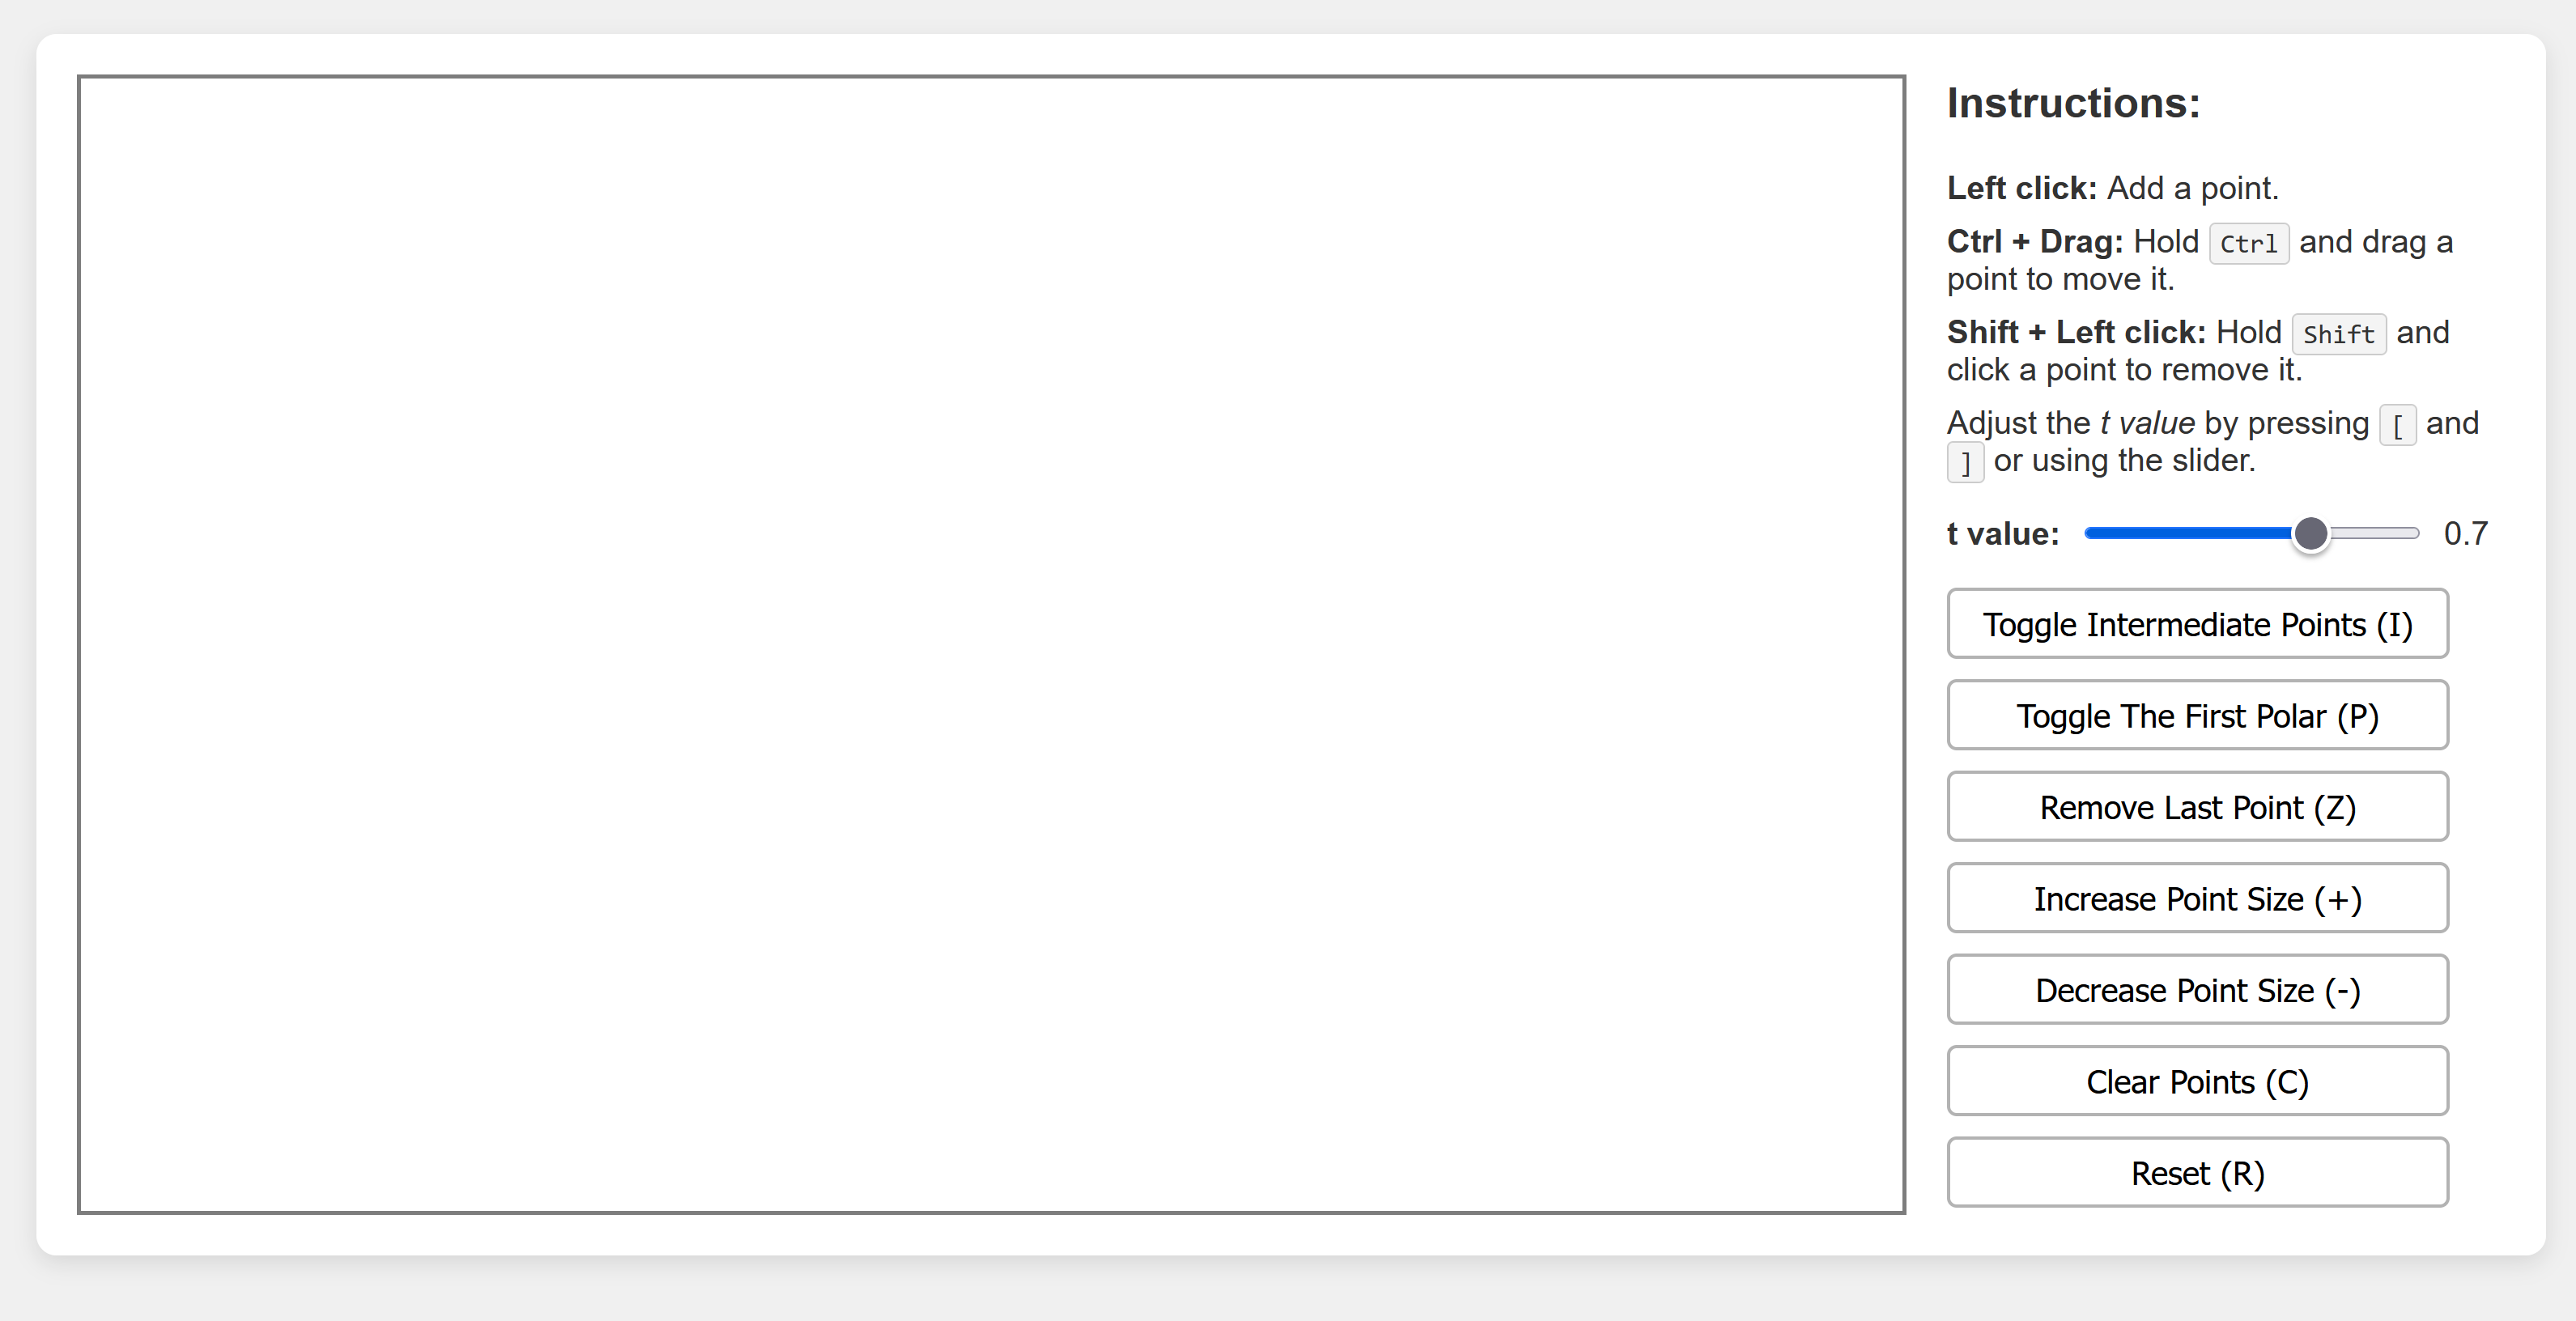 Instructions:
Left click: Add a point.
Ctrl + Drag: Hold Ctrl and drag a
point to move it.
Shift + Left click: Hold Shift and
click a point to remove it.
Adjust the t value by pressing [ and
] or using the slider.
t value: 0.7
Toggle Intermediate Points (I)
Toggle The First Polar (P)
Remove Last Point (Z)
Increase Point Size (+)
Decrease Point Size (-)
Clear Points (C)
Reset (R)